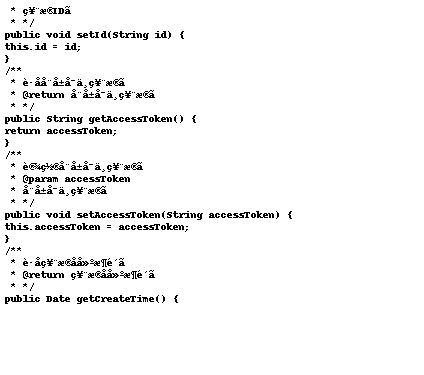 * ç¥¨æ®IDã
* */
public void setId(String id) {
this.id = id;
}
/**
* è·åå¨å±å¯ä¸ç¥¨æ®ã
* @return å¨å±å¯ä¸ç¥¨æ®ã
* */
public String getAccessToken() {
return accessToken;
}
/**
* è®¾ç½®å¨å±å¯ä¸ç¥¨æ®ã
* @param accessToken
* å¨å±å¯ä¸ç¥¨æ®ã
* */
public void setAccessToken(String accessToken) {
this.accessToken = accessToken;
}
/**
* è·åç¥¨æ®åå»ºæ¶é´ã
* @return ç¥¨æ®åå»ºæ¶é´ã
* */
public Date getCreateTime() {